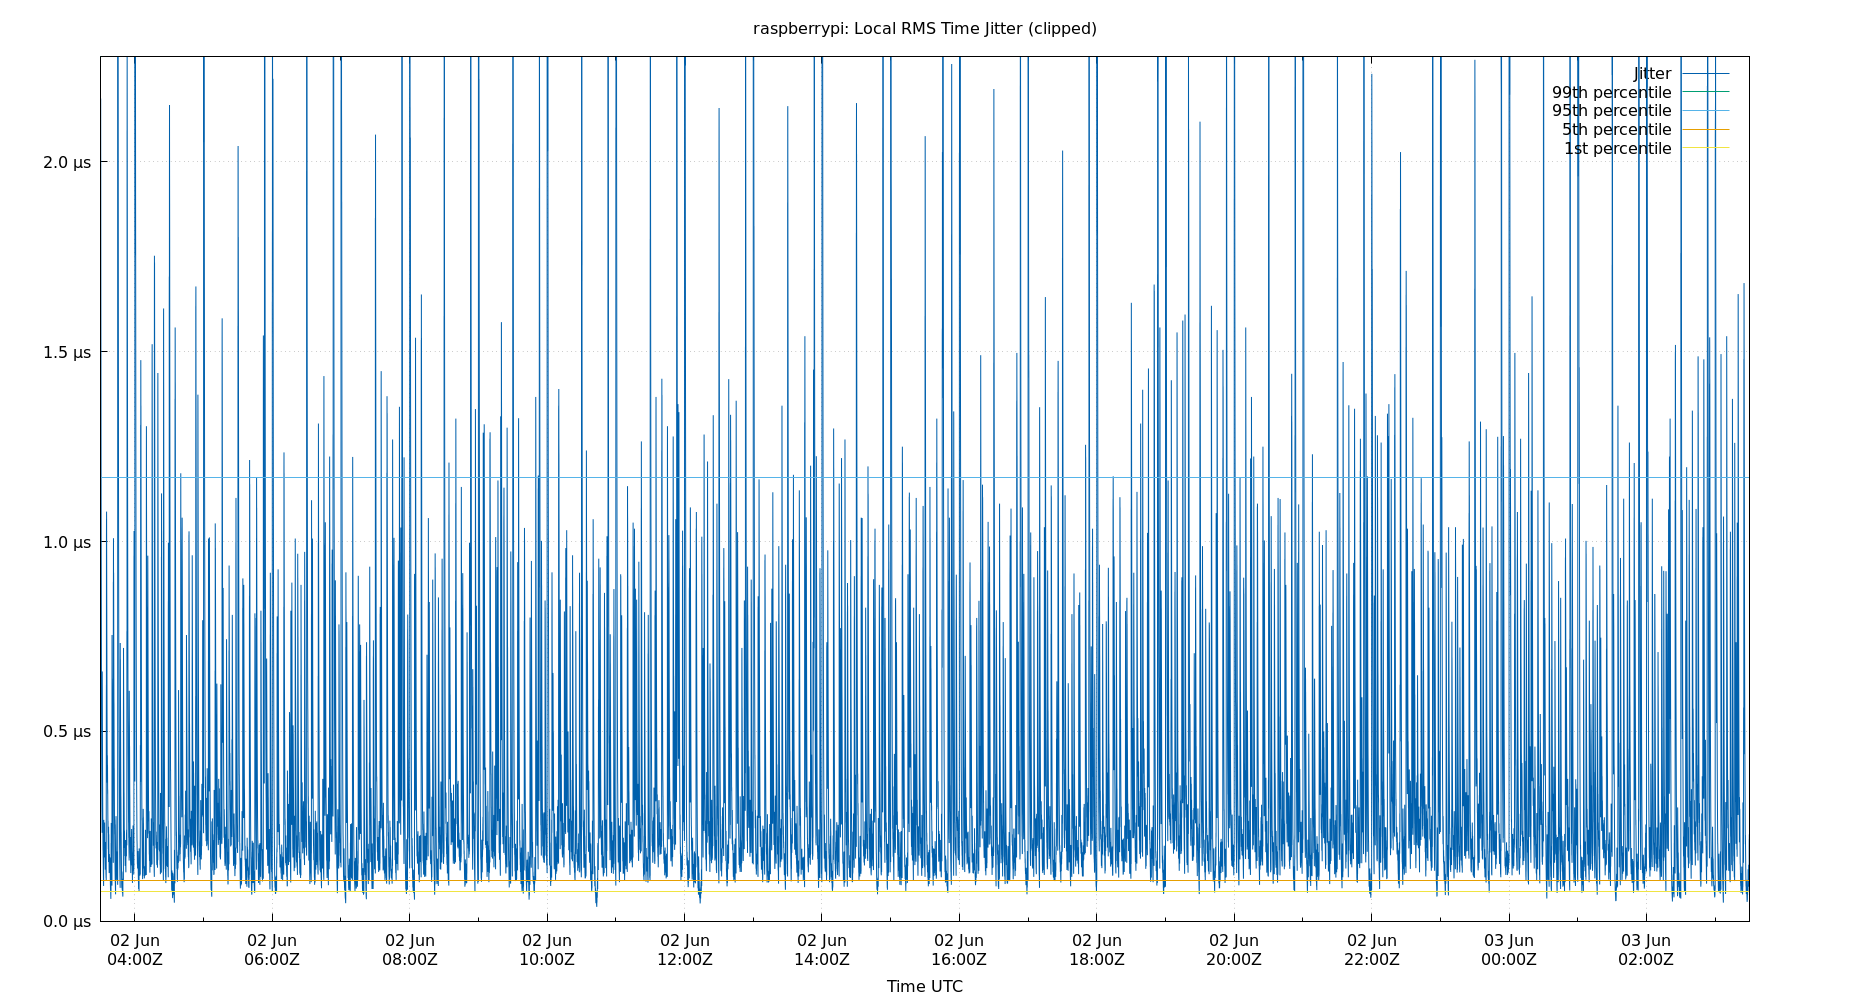 raspberrypi: Local RMS Time Jitter (clipped)
Jitter
99th percentile
95th percentile
5th percentile
1st percentile
2.0 µs
1.5 µs
1.0 µs
0.5 µs
0.0 µs
02 Jun 02 Jun 02 Jun 02 Jun 02 Jun 02 Jun 02 Jun 02 Jun 02 Jun 02 Jun 03 Jun 03 Jun
04:00Z 06:00Z 08:00Z 10:00Z 12:00Z 14:00Z 16:00Z 18:00Z 20:00Z 22:00Z 00:00Z 02:00Z
Time UTC